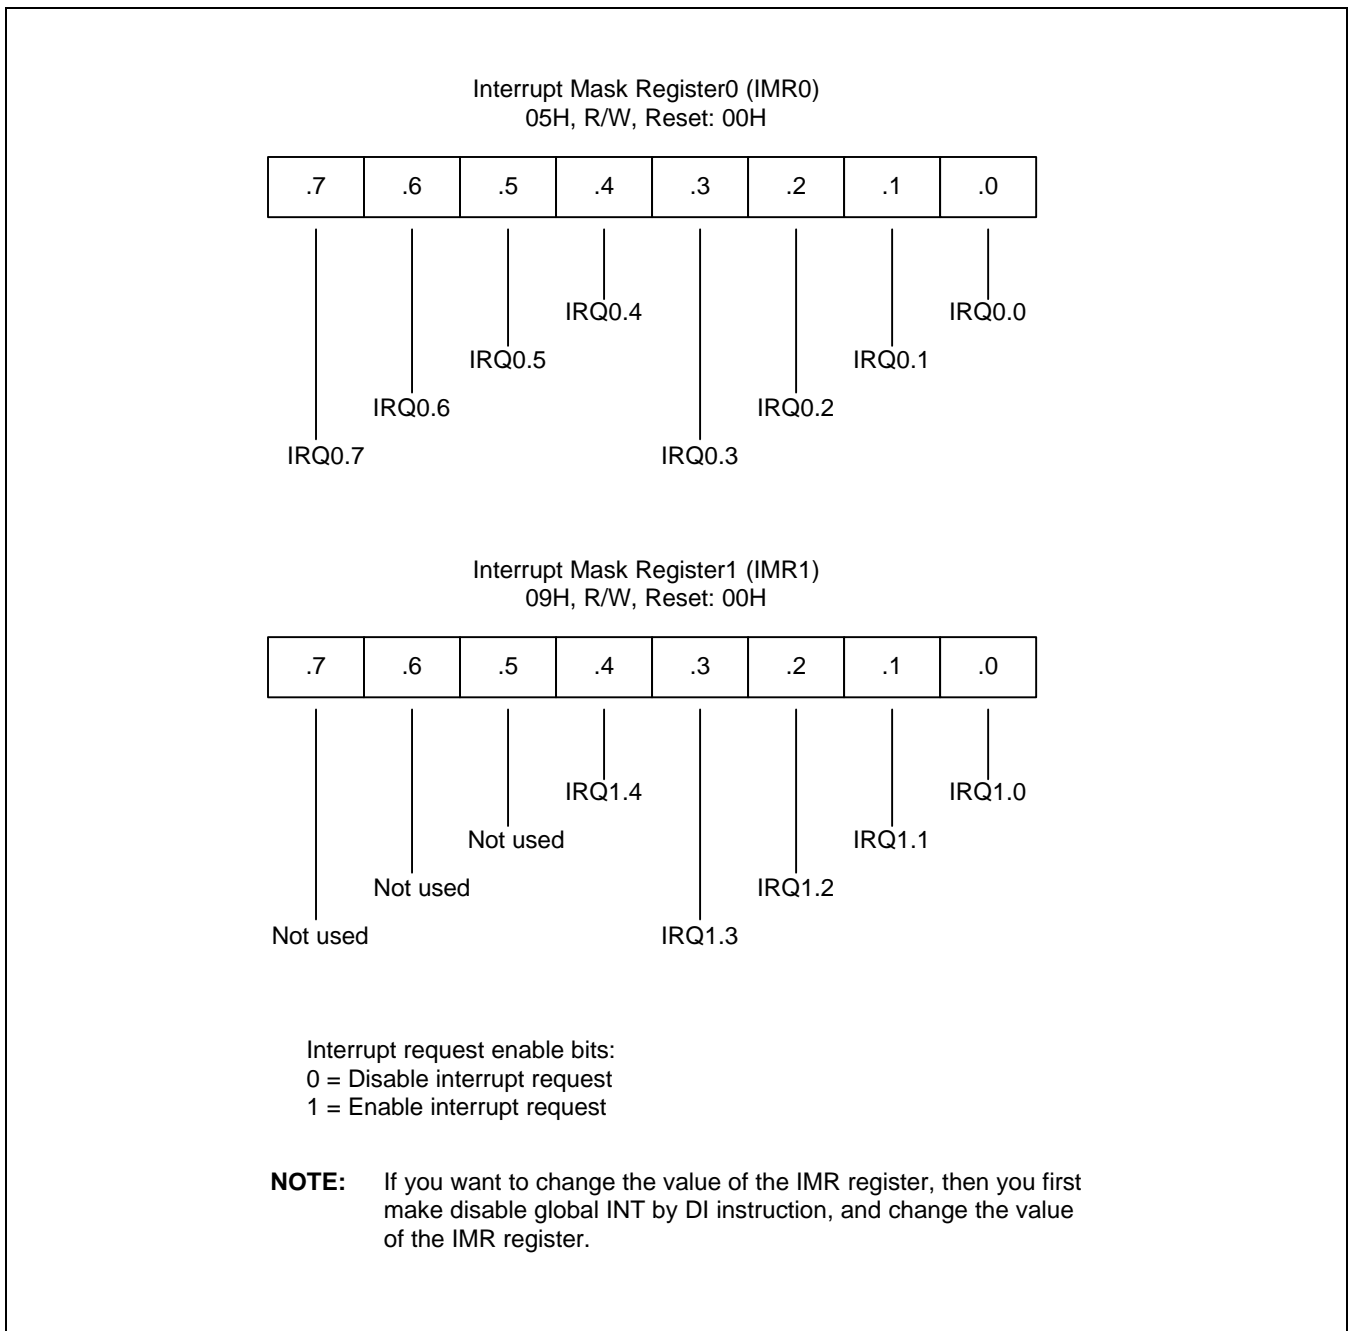 Interrupt Mask Register0 (IMR0)
05H, R/W, Reset: 00H
.7 .6 .5 .4 .3 .2 .1 .0
IRQ0.4 IRQ0.0
IRQ0.5 IRQ0.1
IRQ0.6 IRQ0.2
IRQ0.7 IRQ0.3
Interrupt Mask Register1 (IMR1)
09H, R/W, Reset: 00H
.7 .6 .5 .4 .3 .2 .1 .0
IRQ1.4 IRQ1.0
Not used IRQ1.1
Not used IRQ1.2
Not used IRQ1.3
Interrupt request enable bits:
0 = Disable interrupt request
1 = Enable interrupt request
NOTE: If you want to change the value of the IMR register, then you first
make disable global INT by DI instruction, and change the value
of the IMR register.